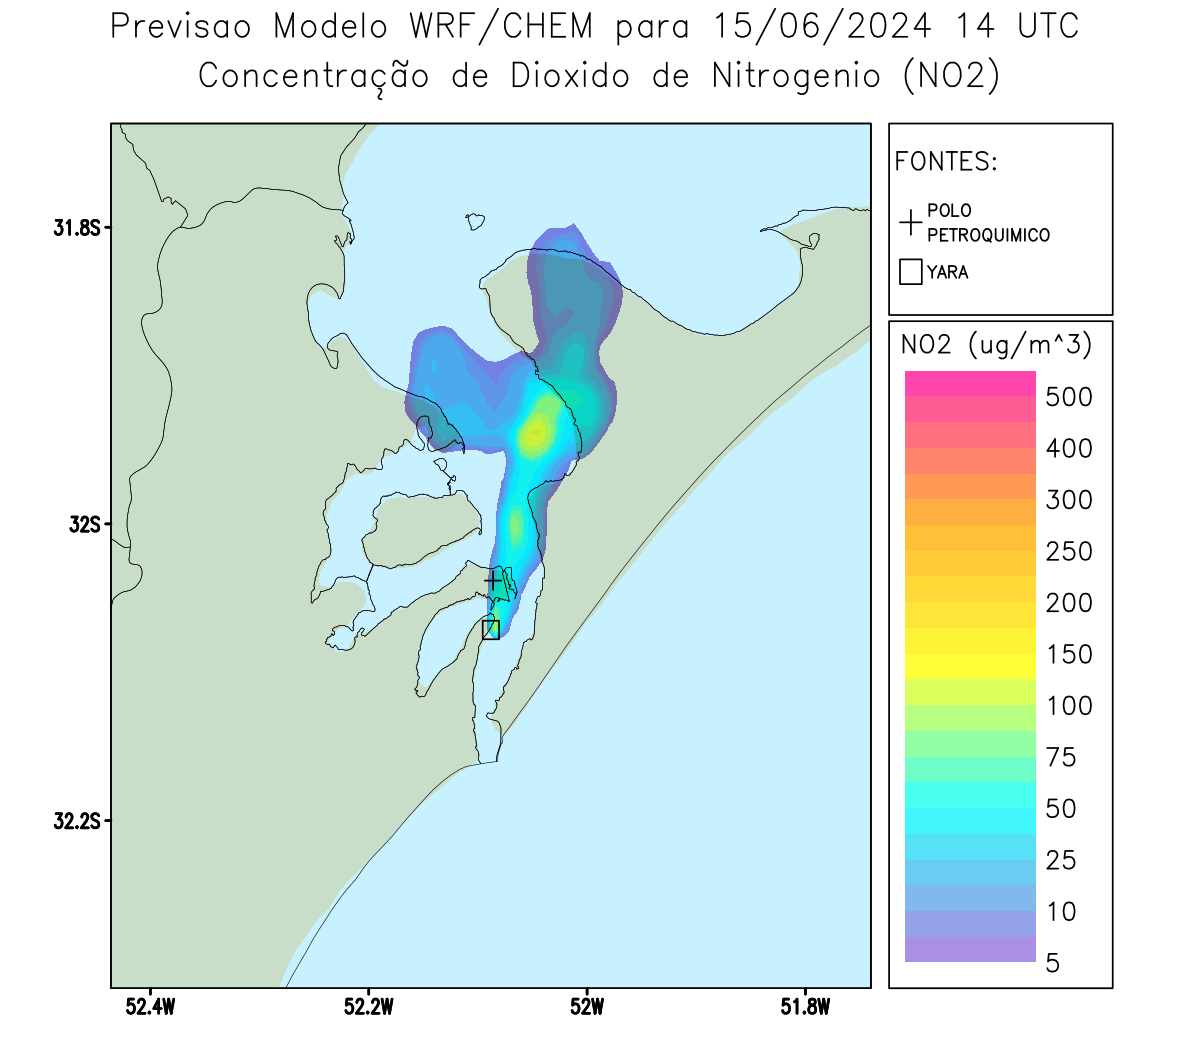 Previsao Modelo WRF/CHEM para 15/06/2024 14 UTC
Concentração de Dioxido de Nitrogenio (NO2)
FONTES:
POLO
PETROQUIMICO
YARA
NO2 (ug/m^3)
500
400
300
250
200
150
100
75
50
25
10
5
31.8S
32S
32.2S
52.4W
52.2W
52W
51.8W